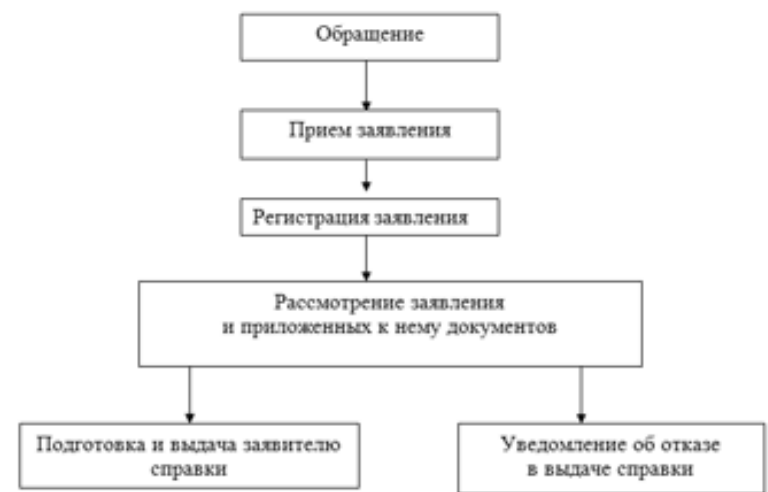 Обращение
Прием заявления
Регистрация заявления
Рассмотрение заявления
и приложенных к нему документов
Подготовка и выдача заявителю
справки
Уведомление об отказе
в выдаче справки